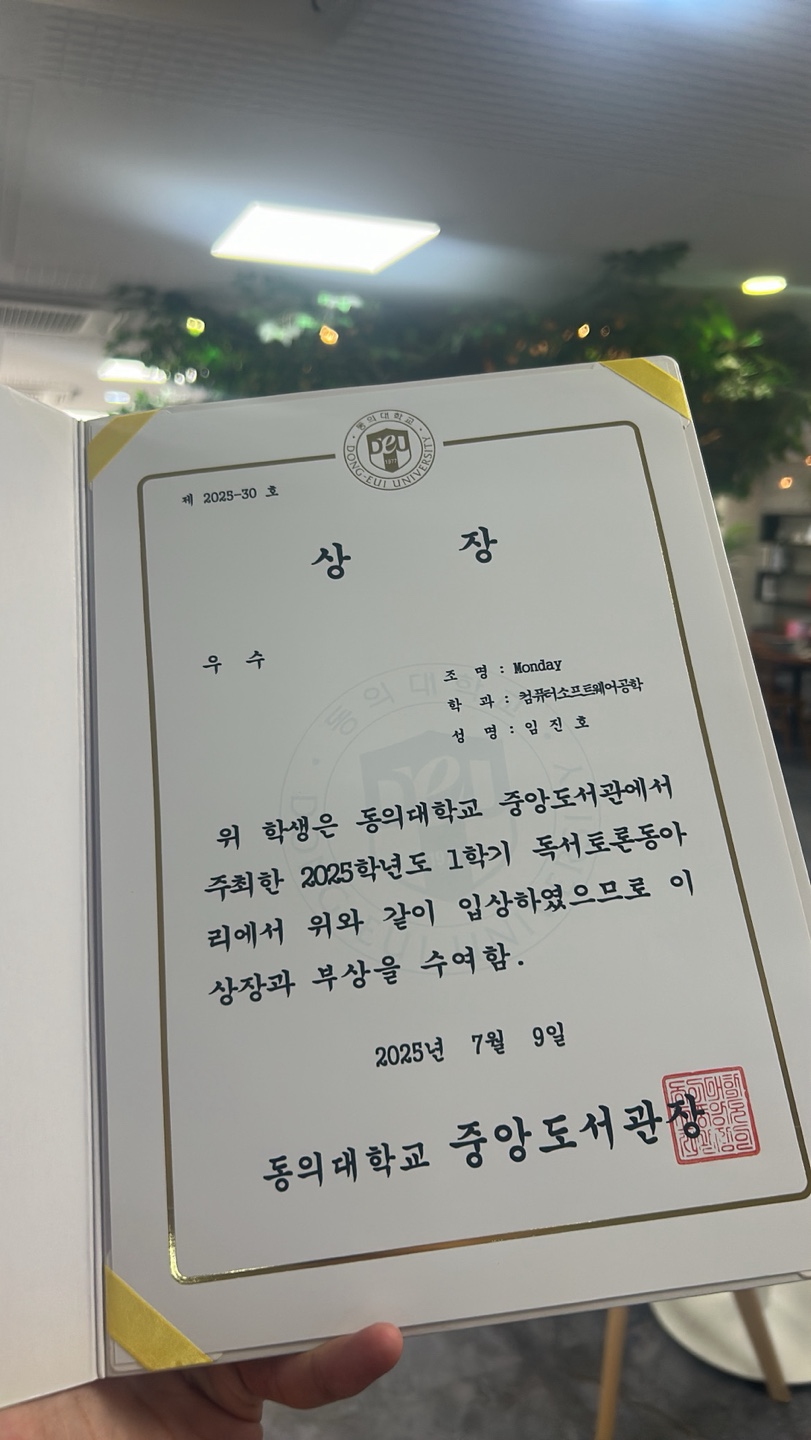 동의대학교
DEU
1977
DONG-EUI UNIVERSITY
제 2025-30 호
상 장
우 수
조 명 : Monday
학 과 : 컴퓨터소프트웨어공학
성 명 : 임 진 호
위 학생은 동의대학교 중앙도서관에서
주최한 2025학년도 1학기 독서토론동아
리에서 위와 같이 입상하였으므로 이
상장과 부상을 수여함.
2025년 7월 9일
동의대학교 중앙도서관장